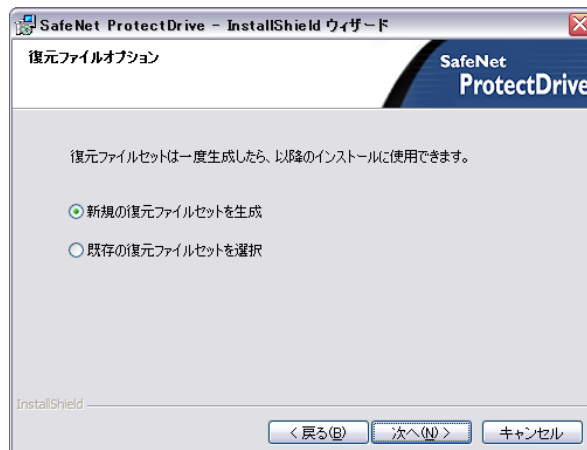 SafeNet ProtectDrive - InstallShield ウィザード
復元ファイルオプション
SafeNet
ProtectDrive
復元ファイルセットは一度生成したら、以降のインストールに使用できます。
新規の復元ファイルセットを生成
既存の復元ファイルセットを選択
InstallShield
< 戻る(B)
次へ(N) >
キャンセル